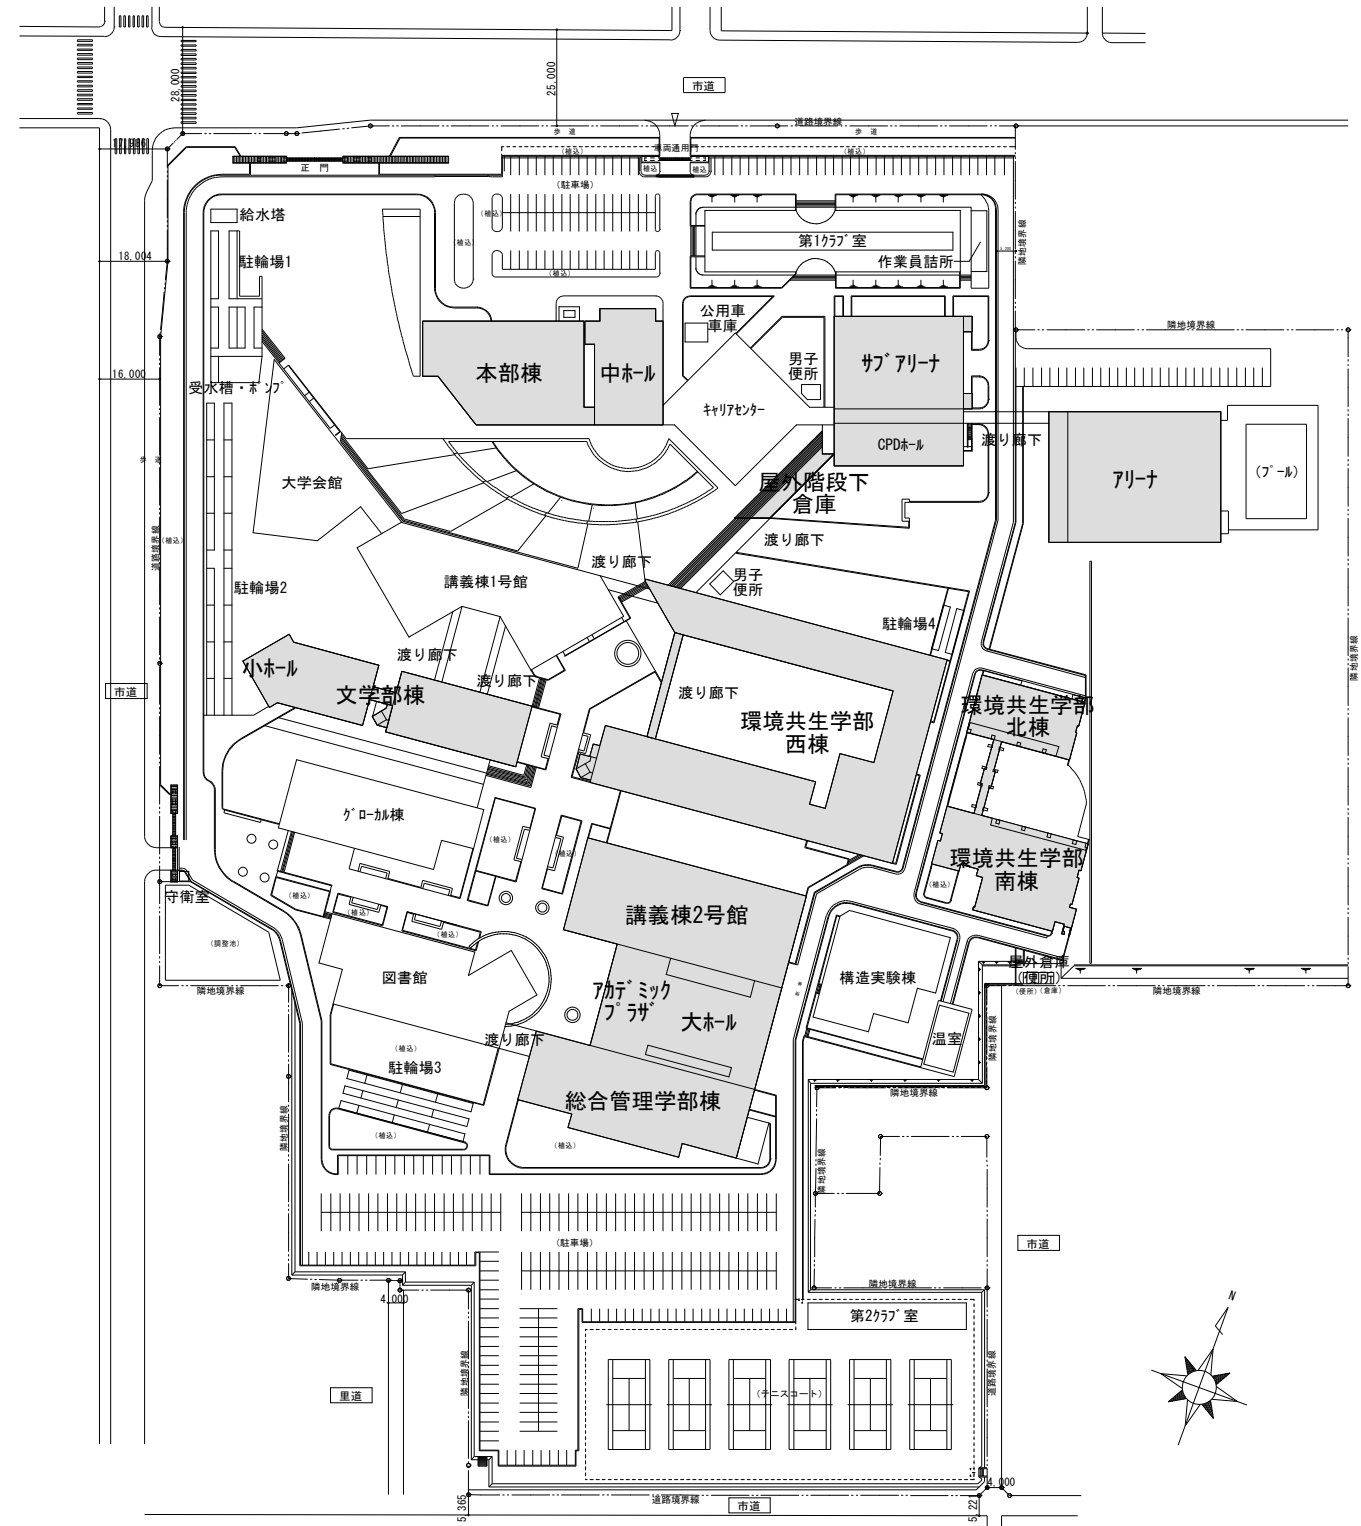 28,000
25,000
市道
道路境界線
歩道
歩道
17,986
正門
(植込)
車両通用門
(植込)
植込
植込
(駐車場)
給水塔
(植込)
(植込)
第1クラブ室
隣地境界線
駐輪場1
18,004
作業員詰所
(植込)
公用車
車庫
隣地境界線
本部棟
中ホール
男子
便所
サブアリーナ
16,000
受水槽・ポンプ
キャリアセンター
CPDホール
渡り廊下
歩道
大学会館
屋外階段下
倉庫
アリーナ
(プール)
道路境界線
(植込)
渡り廊下
渡り廊下
講義棟1号館
男子
便所
駐輪場2
駐輪場4
小ホール
渡り廊下
渡り廊下
文学部棟
渡り廊下
隣地境界線
市道
環境共生学部
西棟
環境共生学部
北棟
グローカル棟
(植込)
(植込)
環境共生学部
南棟
守衛室
(植込)
(植込)
(植込)
(植込)
講義棟2号館
(調整池)
図書館
アカデミック
プラザ
大ホール
構造実験棟
屋外倉庫
(便所)
(便所)
(倉庫)
隣地境界線
隣地境界線
渡り廊下
温室
隣地境界線
(植込)
駐輪場3
総合管理学部棟
隣地境界線
隣地境界線
(植込)
(植込)
隣地境界線
(駐車場)
市道
隣地境界線
隣地境界線
4,000
第2クラブ室
隣地境界線
道路境界線
里道
(テニスコート)
N
4,000
道路境界線
市道
5,365
5,22